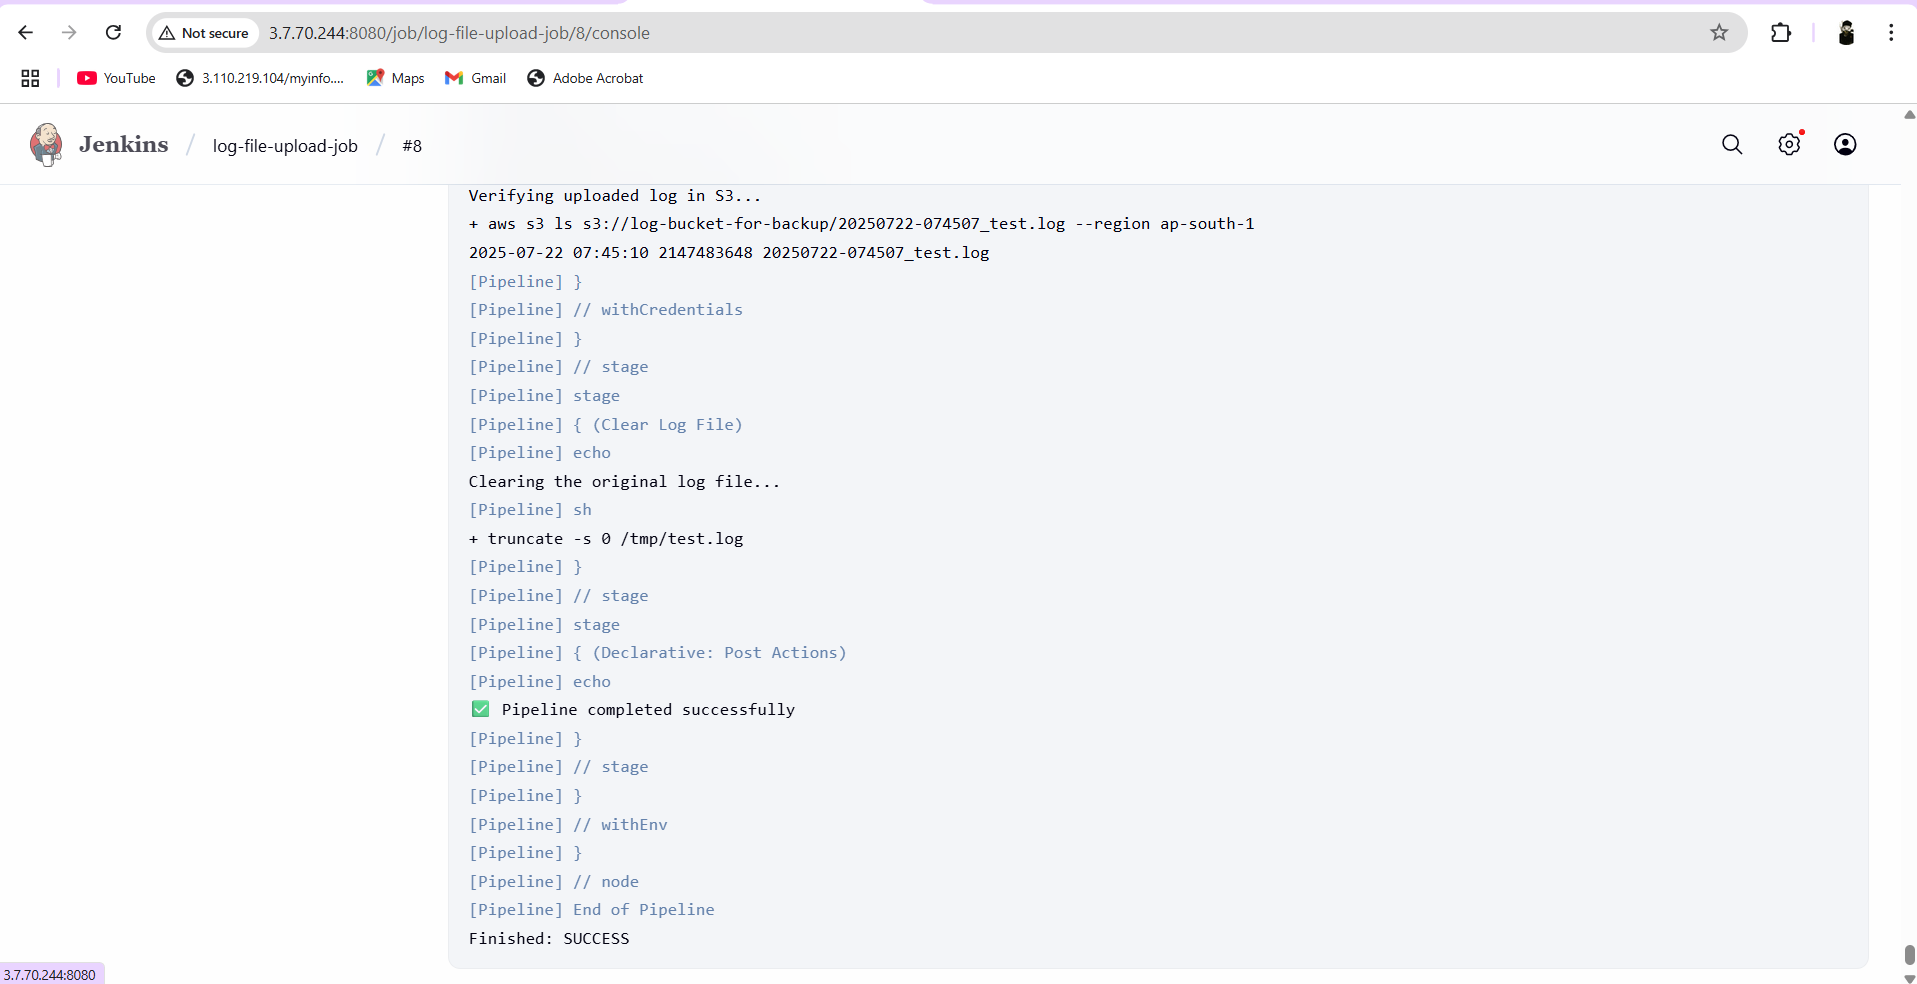 Not secure 3.7.70.244:8080/job/log-file-upload-job/8/console
YouTube 3.110.219.104/myinfo.... Maps Gmail Adobe Acrobat
Jenkins / log-file-upload-job / #8
Verifying uploaded log in S3...
+ aws s3 ls s3://log-bucket-for-backup/20250722-074507_test.log --region ap-south-1
2025-07-22 07:45:10 2147483648 20250722-074507_test.log
[Pipeline] }
[Pipeline] // withCredentials
[Pipeline] }
[Pipeline] // stage
[Pipeline] stage
[Pipeline] { (Clear Log File)
[Pipeline] echo
Clearing the original log file...
[Pipeline] sh
+ truncate -s 0 /tmp/test.log
[Pipeline] }
[Pipeline] // stage
[Pipeline] stage
[Pipeline] { (Declarative: Post Actions)
[Pipeline] echo
✅ Pipeline completed successfully
[Pipeline] }
[Pipeline] // stage
[Pipeline] }
[Pipeline] // withEnv
[Pipeline] }
[Pipeline] // node
[Pipeline] End of Pipeline
Finished: SUCCESS
3.7.70.244:8080